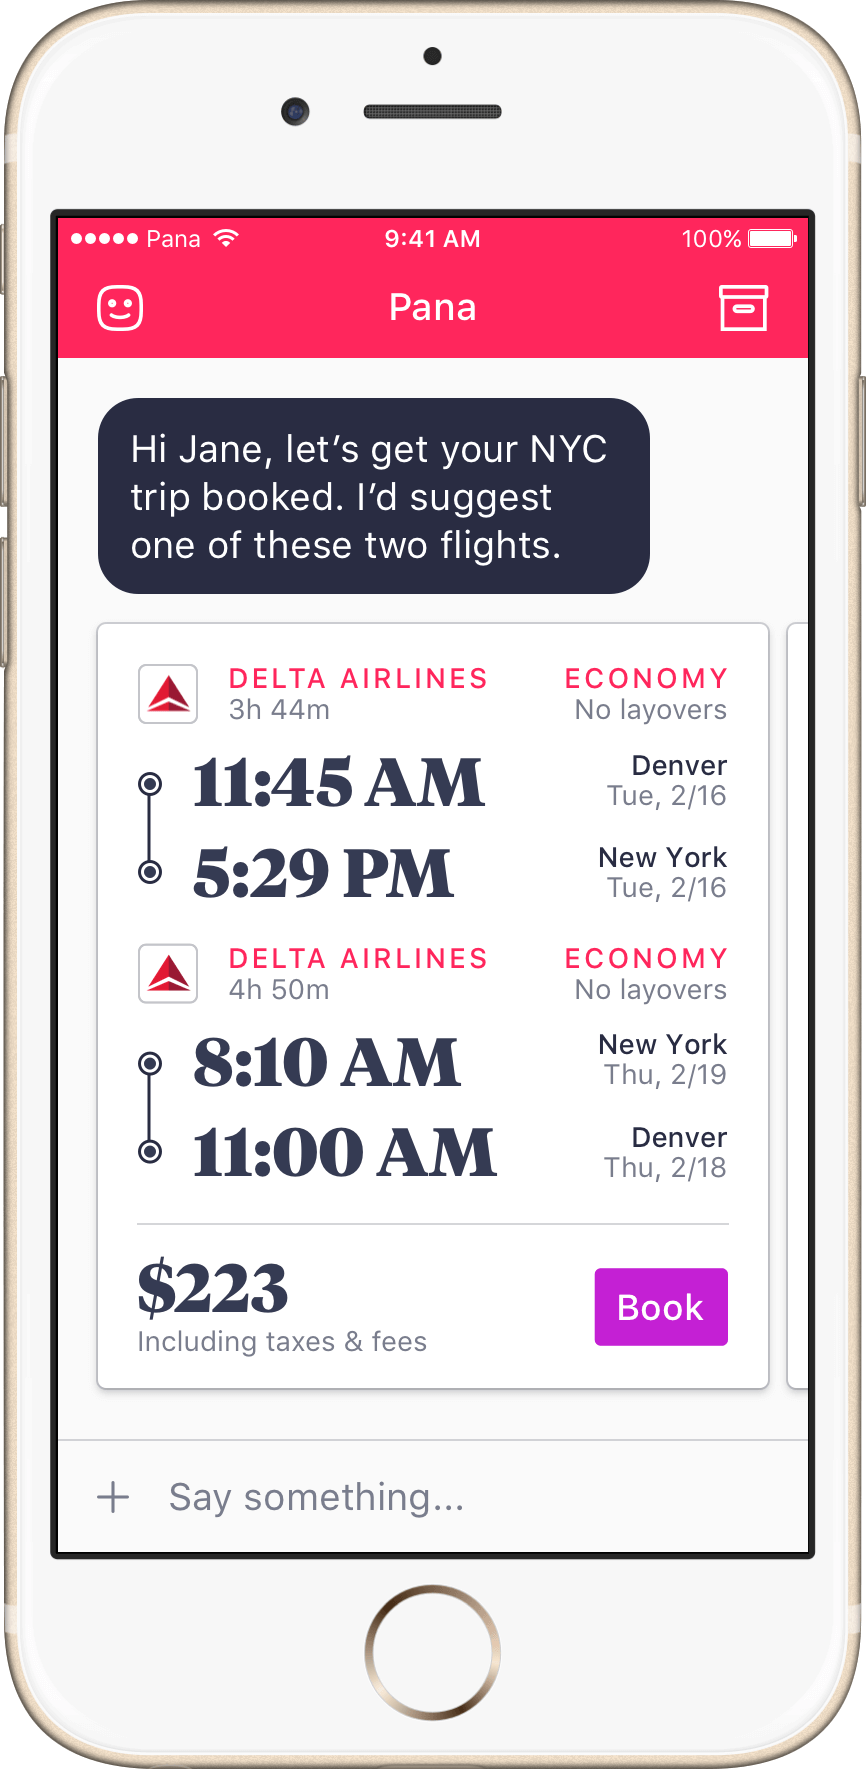 Pana 9:41 AM 100%
Pana
Hi Jane, let’s get your NYC
trip booked. I’d suggest
one of these two flights.
DELTA AIRLINES ECONOMY
3h 44m No layovers
11:45 AM Denver
Tue, 2/16
5:29 PM New York
Tue, 2/16
DELTA AIRLINES ECONOMY
4h 50m No layovers
8:10 AM New York
Thu, 2/19
11:00 AM Denver
Thu, 2/18
$223
Including taxes & fees
Book
Say something...